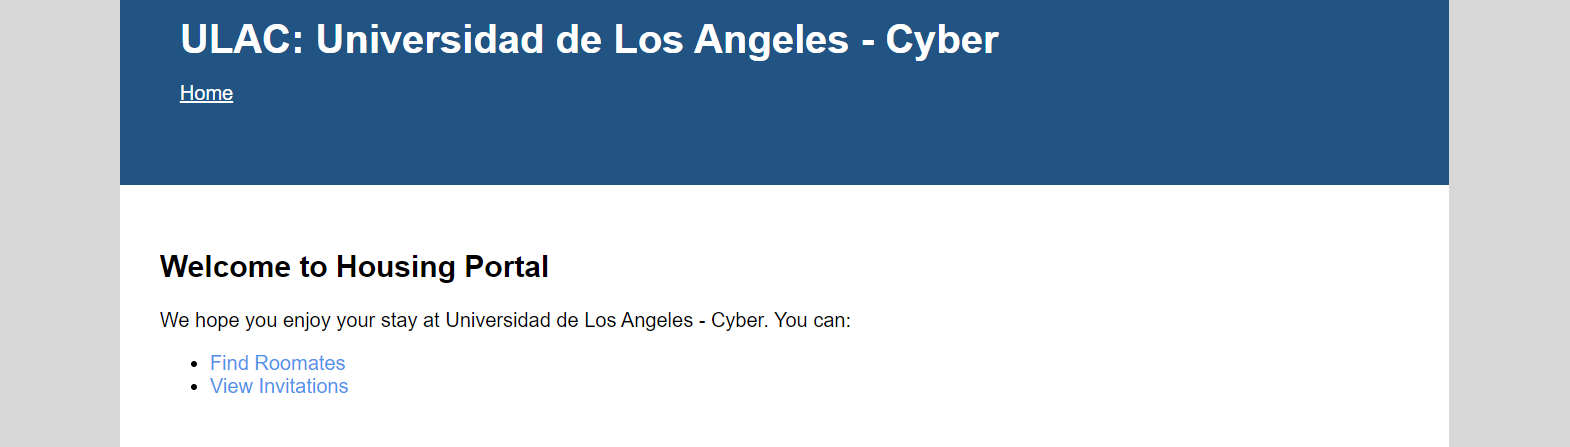 ULAC: Universidad de Los Angeles - Cyber
Home
Welcome to Housing Portal
We hope you enjoy your stay at Universidad de Los Angeles - Cyber. You can:
Find Roomates
View Invitations